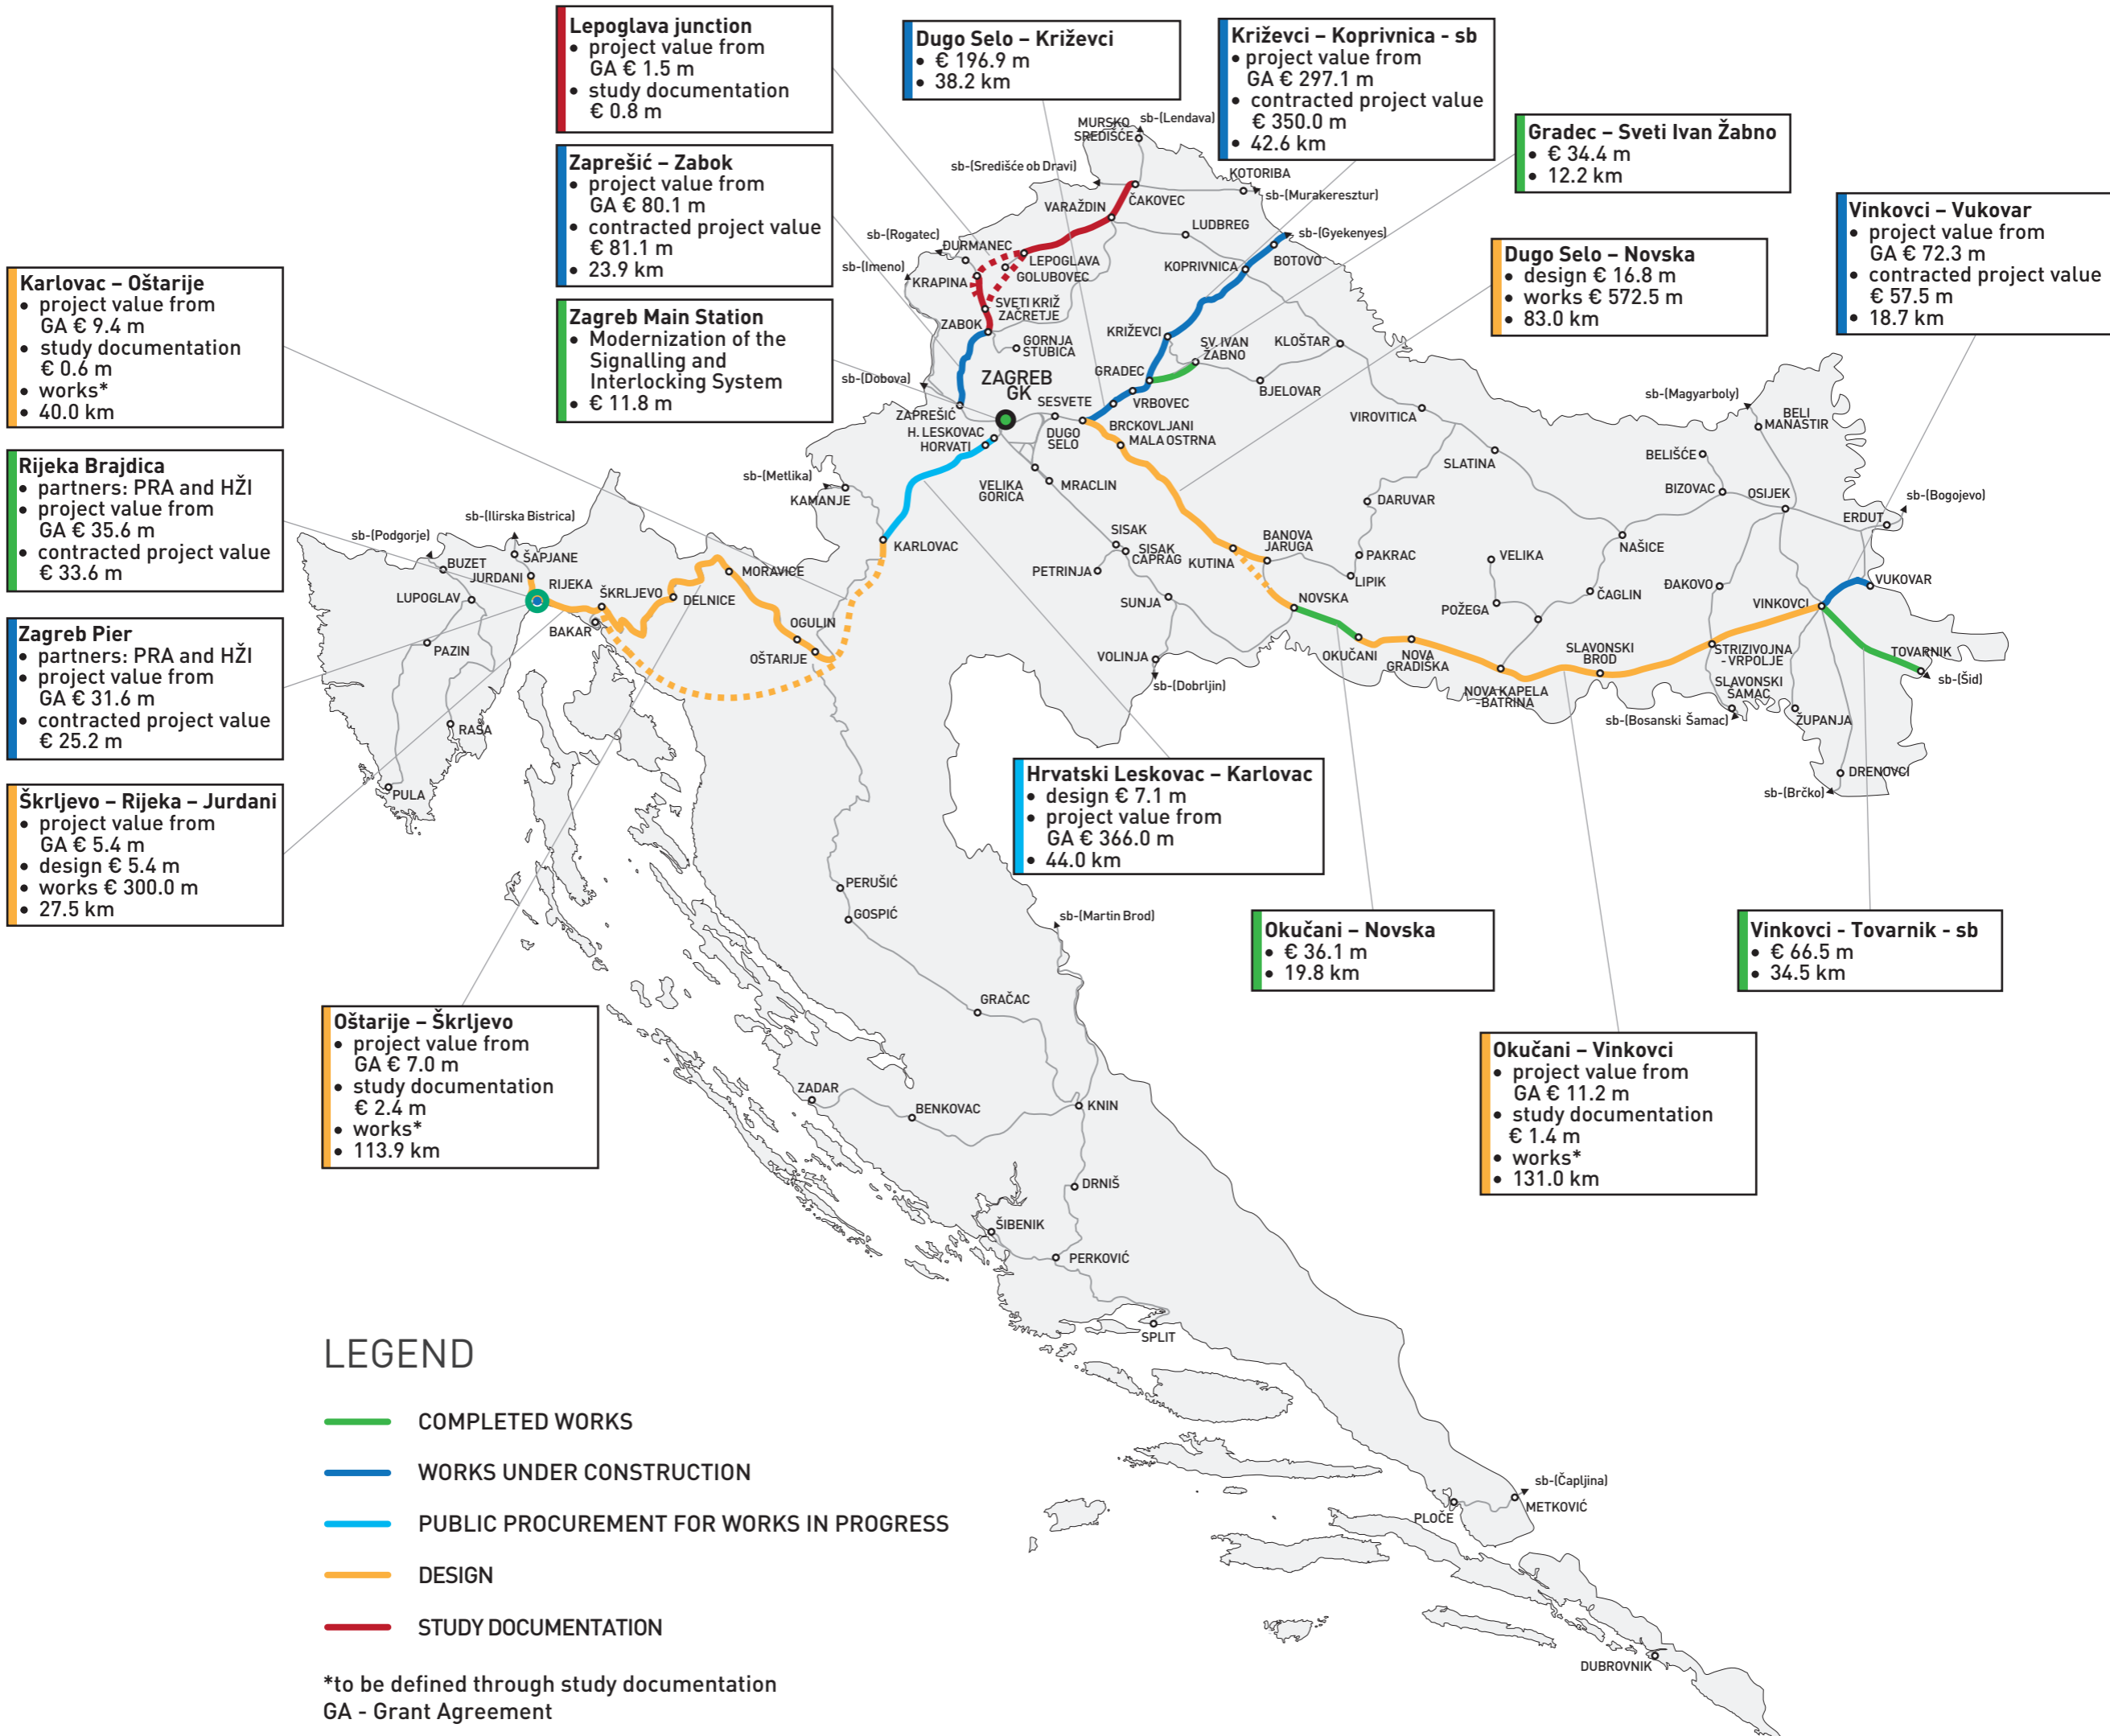 Lepoglava junction
• project value from
GA € 1.5 m
• study documentation
€ 0.8 m
Dugo Selo – Križevci
• € 196.9 m
• 38.2 km
Križevci – Koprivnica - sb
• project value from
GA € 297.1 m
• contracted project value
€ 350.0 m
• 42.6 km
Gradec – Sveti Ivan Žabno
• € 34.4 m
• 12.2 km
Zaprešić – Zabok
• project value from
GA € 80.1 m
• contracted project value
€ 81.1 m
• 23.9 km
Vinkovci – Vukovar
• project value from
GA € 72.3 m
• contracted project value
€ 57.5 m
• 18.7 km
Dugo Selo – Novska
• design € 16.8 m
• works € 572.5 m
• 83.0 km
Karlovac – Oštarije
• project value from
GA € 9.4 m
• study documentation
€ 0.6 m
• works*
• 40.0 km
Zagreb Main Station
• Modernization of the
Signalling and
Interlocking System
• € 11.8 m
Rijeka Brajdica
• partners: PRA and HŽI
• project value from
GA € 35.6 m
• contracted project value
€ 33.6 m
Zagreb Pier
• partners: PRA and HŽI
• project value from
GA € 31.6 m
• contracted project value
€ 25.2 m
Škrljevo – Rijeka – Jurdani
• project value from
GA € 5.4 m
• design € 5.4 m
• works € 300.0 m
• 27.5 km
Hrvatski Leskovac – Karlovac
• design € 7.1 m
• project value from
GA € 366.0 m
• 44.0 km
Okučani – Novska
• € 36.1 m
• 19.8 km
Vinkovci - Tovarnik - sb
• € 66.5 m
• 34.5 km
Oštarije – Škrljevo
• project value from
GA € 7.0 m
• study documentation
€ 2.4 m
• works*
• 113.9 km
Okučani – Vinkovci
• project value from
GA € 11.2 m
• study documentation
€ 1.4 m
• works*
• 131.0 km
MURSKO
SREDIŠĆE
sb-(Lendava)
sb-(Središće ob Dravi)
KOTORIBA
sb-(Murakeresztur)
ČAKOVEC
VARAŽDIN
LUDBREG
sb-(Rogatec)
ĐURMANEC
sb-(Gyekenyes)
LEPOGLAVA
GOLUBOVEC
sb-(Imeno)
KRAPINA
KOPRIVNICA
BOTOVO
SVETI KRIŽ
ZAČRETJE
ZABOK
GORNJA
STUBICA
KRIŽEVCI
SV. IVAN
ŽABNO
KLOŠTAR
GRADEC
BJELOVAR
sb-(Dobova)
ZAGREB
GK
SESVETE
VRBOVEC
VIROVITICA
sb-(Magyarboly)
BELI
MANASTIR
ZAPREŠIĆ
H. LESKOVAC
HORVATI
DUGO
SELO
BRCKOVLJANI
MALA OSTRNA
SLATINA
BELIŠĆE
sb-(Metlika)
KAMANJE
VELIKA
GORICA
MRACLIN
DARUVAR
BIZOVAC
OSIJEK
sb-(Bogojevo)
ERDUT
sb-(Ilirska Bistrica)
sb-(Podgorje)
ŠAPJANE
BUZET
JURDANI
RIJEKA
ŠKRLJEVO
MORAVICE
KARLOVAC
SISAK
SISAK
CAPRAG
PETRINJA
KUTINA
BANOVA
JARUGA
PAKRAC
LIPIK
VELIKA
NAŠICE
LUPOGLAV
DELNICE
SUNJA
NOVSKA
POŽEGA
ČAGLIN
ĐAKOVO
VINKOVCI
VUKOVAR
BAKAR
PAZIN
OGULIN
OŠTARIJE
VOLINJA
sb-(Dobrljin)
OKUČANI
NOVA
GRADIŠKA
SLAVONSKI
BROD
STRIZIVOJNA
-VRPOLJE
TOVARNIK
sb-(Šid)
NOVA KAPELA
-BATRINA
SLAVONSKI
ŠAMAC
sb-(Bosanski Šamac)
ŽUPANJA
RAŠA
PULA
DRENOVCI
sb-(Brčko)
PERUŠIĆ
GOSPIĆ
sb-(Martin Brod)
GRAČAC
ZADAR
BENKOVAC
KNIN
DRNIŠ
ŠIBENIK
PERKOVIĆ
SPLIT
sb-(Čapljina)
METKOVIĆ
PLOČE
DUBROVNIK
LEGEND
COMPLETED WORKS
WORKS UNDER CONSTRUCTION
PUBLIC PROCUREMENT FOR WORKS IN PROGRESS
DESIGN
STUDY DOCUMENTATION
*to be defined through study documentation
GA - Grant Agreement